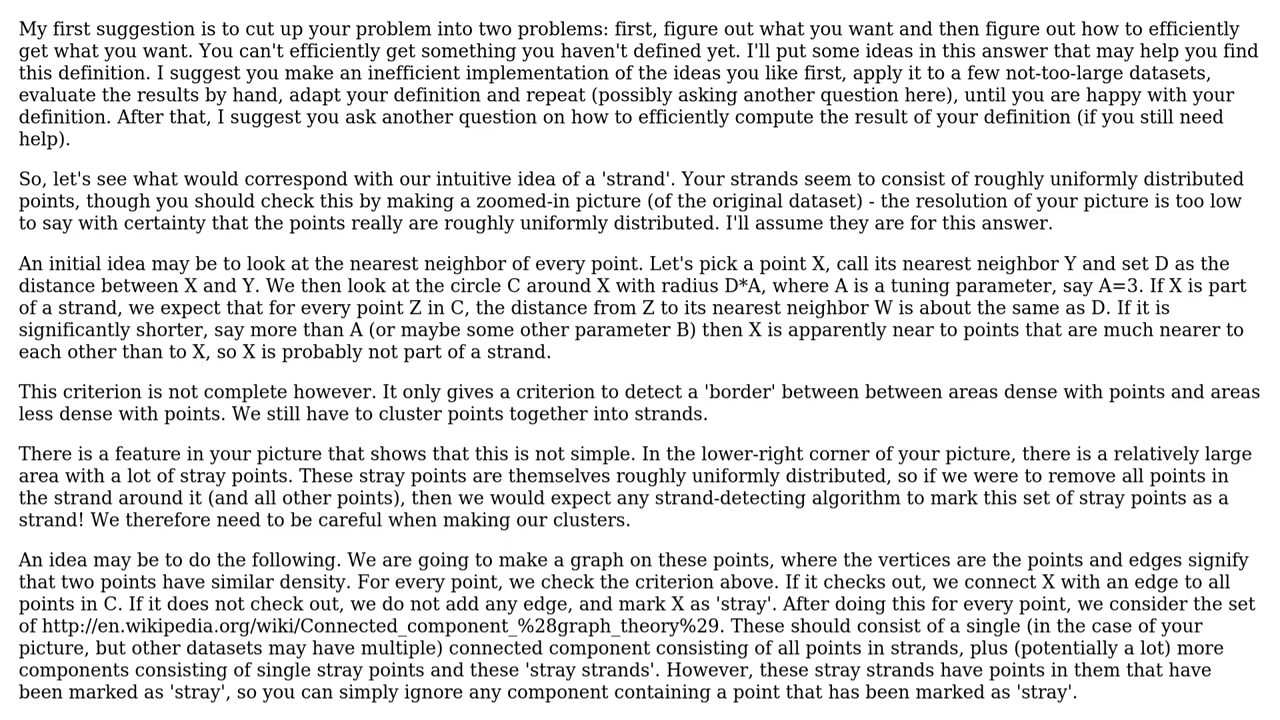 My first suggestion is to cut up your problem into two problems: first, figure out what you want and then figure out how to efficiently
get what you want. You can't efficiently get something you haven't defined yet. I'll put some ideas in this answer that may help you find
this definition. I suggest you make an inefficient implementation of the ideas you like first, apply it to a few not-too-large datasets,
evaluate the results by hand, adapt your definition and repeat (possibly asking another question here), until you are happy with your
definition. After that, I suggest you ask another question on how to efficiently compute the result of your definition (if you still need
help).
So, let's see what would correspond with our intuitive idea of a 'strand'. Your strands seem to consist of roughly uniformly distributed
points, though you should check this by making a zoomed-in picture (of the original dataset) - the resolution of your picture is too low
to say with certainty that the points really are roughly uniformly distributed. I'll assume they are for this answer.
An initial idea may be to look at the nearest neighbor of every point. Let's pick a point X, call its nearest neighbor Y and set D as the
distance between X and Y. We then look at the circle C around X with radius D*A, where A is a tuning parameter, say A=3. If X is part
of a strand, we expect that for every point Z in C, the distance from Z to its nearest neighbor W is about the same as D. If it is
significantly shorter, say more than A (or maybe some other parameter B) then X is apparently near to points that are much nearer to
each other than to X, so X is probably not part of a strand.
This criterion is not complete however. It only gives a criterion to detect a 'border' between between areas dense with points and areas
less dense with points. We still have to cluster points together into strands.
There is a feature in your picture that shows that this is not simple. In the lower-right corner of your picture, there is a relatively large
area with a lot of stray points. These stray points are themselves roughly uniformly distributed, so if we were to remove all points in
the strand around it (and all other points), then we would expect any strand-detecting algorithm to mark this set of stray points as a
strand! We therefore need to be careful when making our clusters.
An idea may be to do the following. We are going to make a graph on these points, where the vertices are the points and edges signify
that two points have similar density. For every point, we check the criterion above. If it checks out, we connect X with an edge to all
points in C. If it does not check out, we do not add any edge, and mark X as 'stray'. After doing this for every point, we consider the set
of http://en.wikipedia.org/wiki/Connected_component_%28graph_theory%29. These should consist of a single (in the case of your
picture, but other datasets may have multiple) connected component consisting of all points in strands, plus (potentially a lot) more
components consisting of single stray points and these 'stray strands'. However, these stray strands have points in them that have
been marked as 'stray', so you can simply ignore any component containing a point that has been marked as 'stray'.